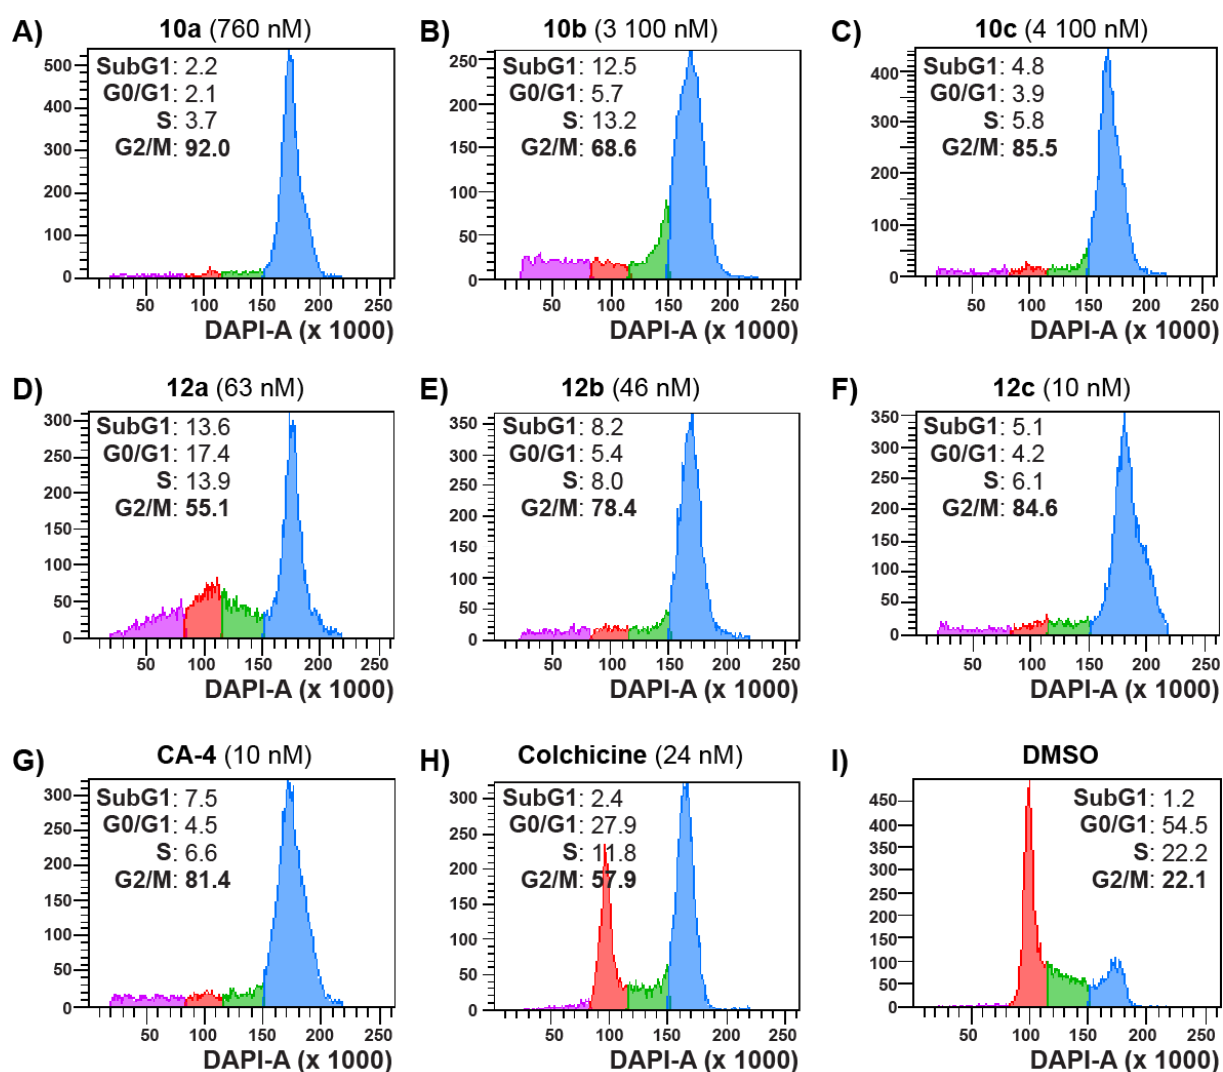 A) 10a (760 nM)
SubG1: 2.2
G0/G1: 2.1
S: 3.7
G2/M: 92.0
500
400
300
200
100
0
50 100 150 200 250
DAPI-A (x 1000)
B) 10b (3 100 nM)
SubG1: 12.5
G0/G1: 5.7
S: 13.2
G2/M: 68.6
250
200
150
100
50
0
50 100 150 200 250
DAPI-A (x 1000)
C) 10c (4 100 nM)
SubG1: 4.8
G0/G1: 3.9
S: 5.8
G2/M: 85.5
400
300
400
100
0
50 100 150 200 250
DAPI-A (x 1000)
D) 12a (63 nM)
SubG1: 13.6
G0/G1: 17.4
S: 13.9
G2/M: 55.1
300
250
200
150
100
50
0
50 100 150 200 250
DAPI-A (x 1000)
E) 12b (46 nM)
SubG1: 8.2
G0/G1: 5.4
S: 8.0
G2/M: 78.4
350
300
250
200
150
100
50
0
50 100 150 200 250
DAPI-A (x 1000)
F) 12c (10 nM)
SubG1: 5.1
G0/G1: 4.2
S: 6.1
G2/M: 84.6
350
300
250
200
150
100
50
0
50 100 150 200 250
DAPI-A (x 1000)
G) CA-4 (10 nM)
SubG1: 7.5
G0/G1: 4.5
S: 6.6
G2/M: 81.4
300
250
200
150
100
50
0
50 100 150 200 250
DAPI-A (x 1000)
H) Colchicine (24 nM)
SubG1: 2.4
G0/G1: 27.9
S: 11.8
G2/M: 57.9
300
250
200
150
100
50
0
50 100 150 200 250
DAPI-A (x 1000)
I) DMSO
SubG1: 1.2
G0/G1: 54.5
S: 22.2
G2/M: 22.1
450
400
350
300
250
200
150
100
50
0
50 100 150 200 250
DAPI-A (x 1000)